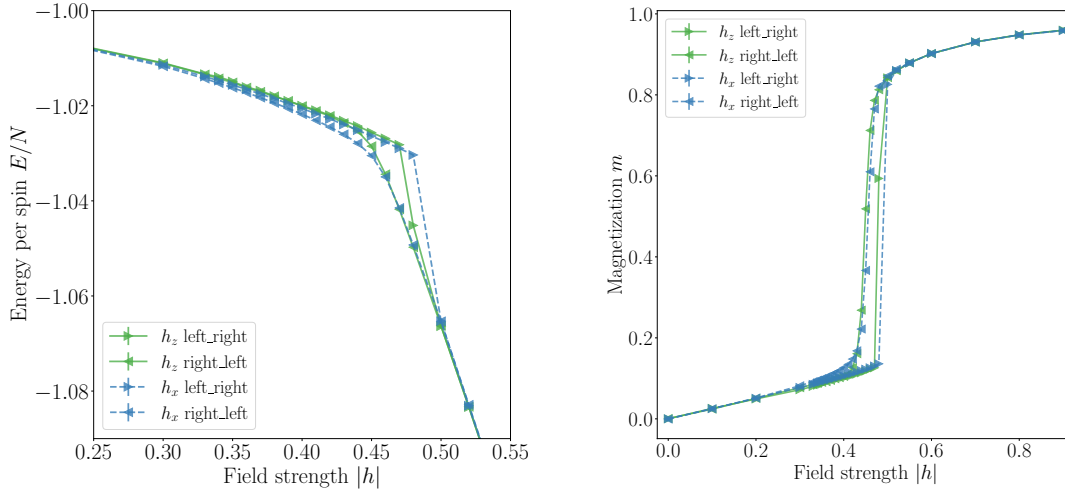 −1.00
−1.02
−1.04
−1.06
−1.08
Energy per spin E/N
0.25 0.30 0.35 0.40 0.45 0.50 0.55
Field strength |h|
h_z left_right
h_z right_left
h_x left_right
h_x right_left
1.0
0.8
0.6
0.4
0.2
0.0
Magnetization m
0.0 0.2 0.4 0.6 0.8
Field strength |h|
h_z left_right
h_z right_left
h_x left_right
h_x right_left